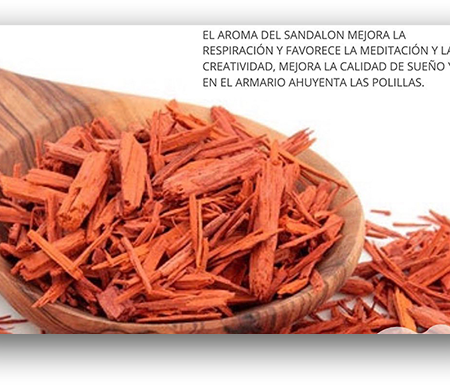 EL AROMA DEL SANDALON MEJORA LA
RESPIRACIÓN Y FAVORECE LA MEDITACIÓN Y LA
CREATIVIDAD, MEJORA LA CALIDAD DE SUEÑO Y
EN EL ARMARIO AHUYENTA LAS POLILLAS.